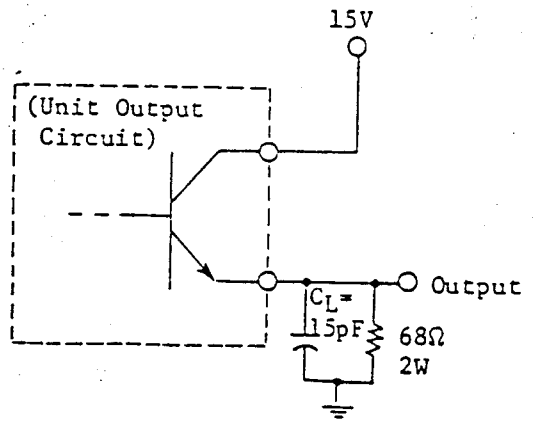 15V
(Unit Output
Circuit)
Output
CL=
15pF
68Ω
2W